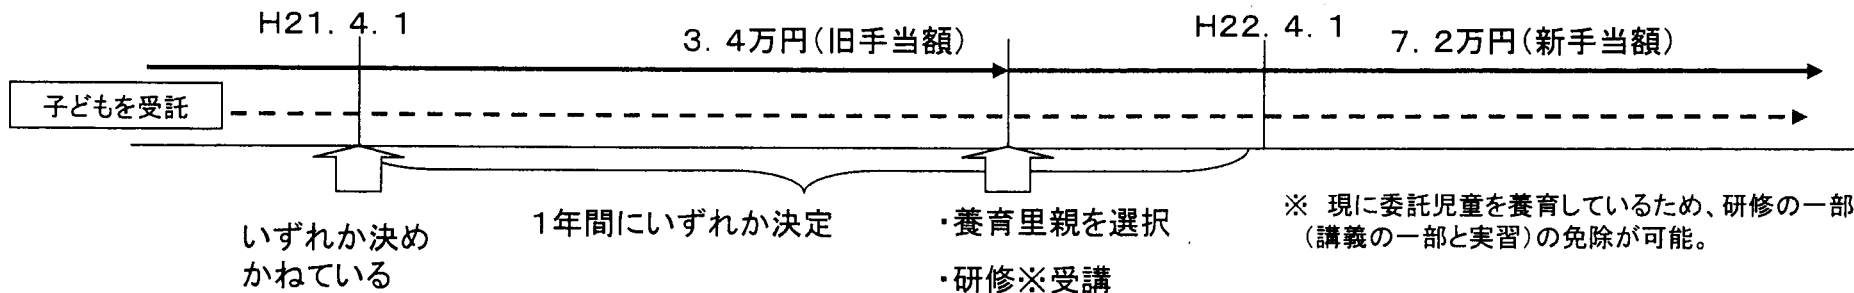 H21.4.1
3.4万円(旧手当額)
H22.4.1
7.2万円(新手当額)
子どもを受託
いずれか決め
かねている
1年間にいずれか決定
・養育里親を選択
・研修※受講
※ 現に委託児童を養育しているため、研修の一部
(講義の一部と実習)の免除が可能。